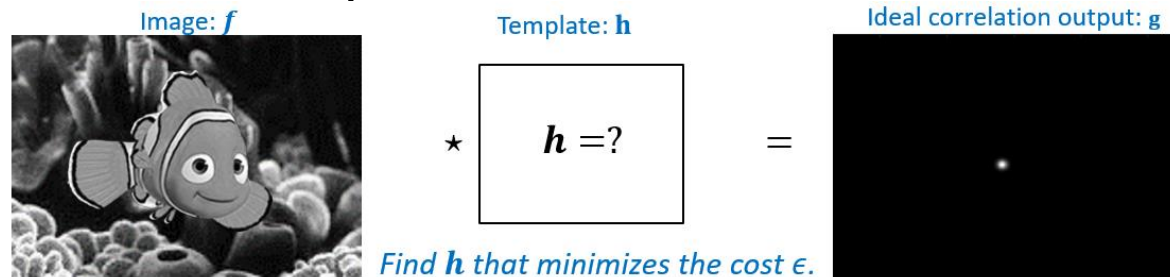 Image: f
Template: h
Ideal correlation output: g
⋆
h =?
=
Find h that minimizes the cost ϵ.